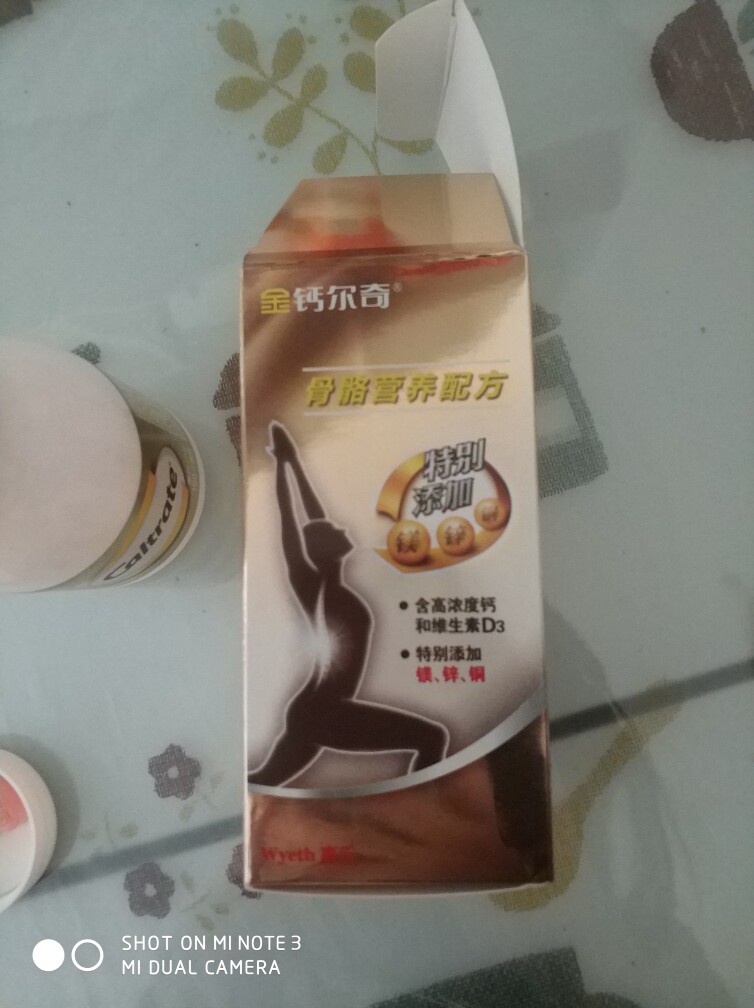 金钙尔奇®
骨骼营养配方
特别
添加
镁 锌 铜
Caltrate
含高浓度钙
和维生素D3
特别添加
镁、锌、铜
Wyeth
SHOT ON MI NOTE 3
MI DUAL CAMERA